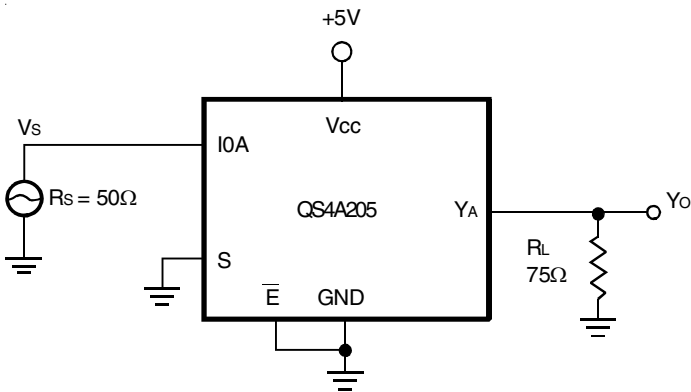 +5V
Vcc
VS
I0A
RS = 50Ω
QS4A205
YA
YO
S
RL
75Ω
E̅
GND